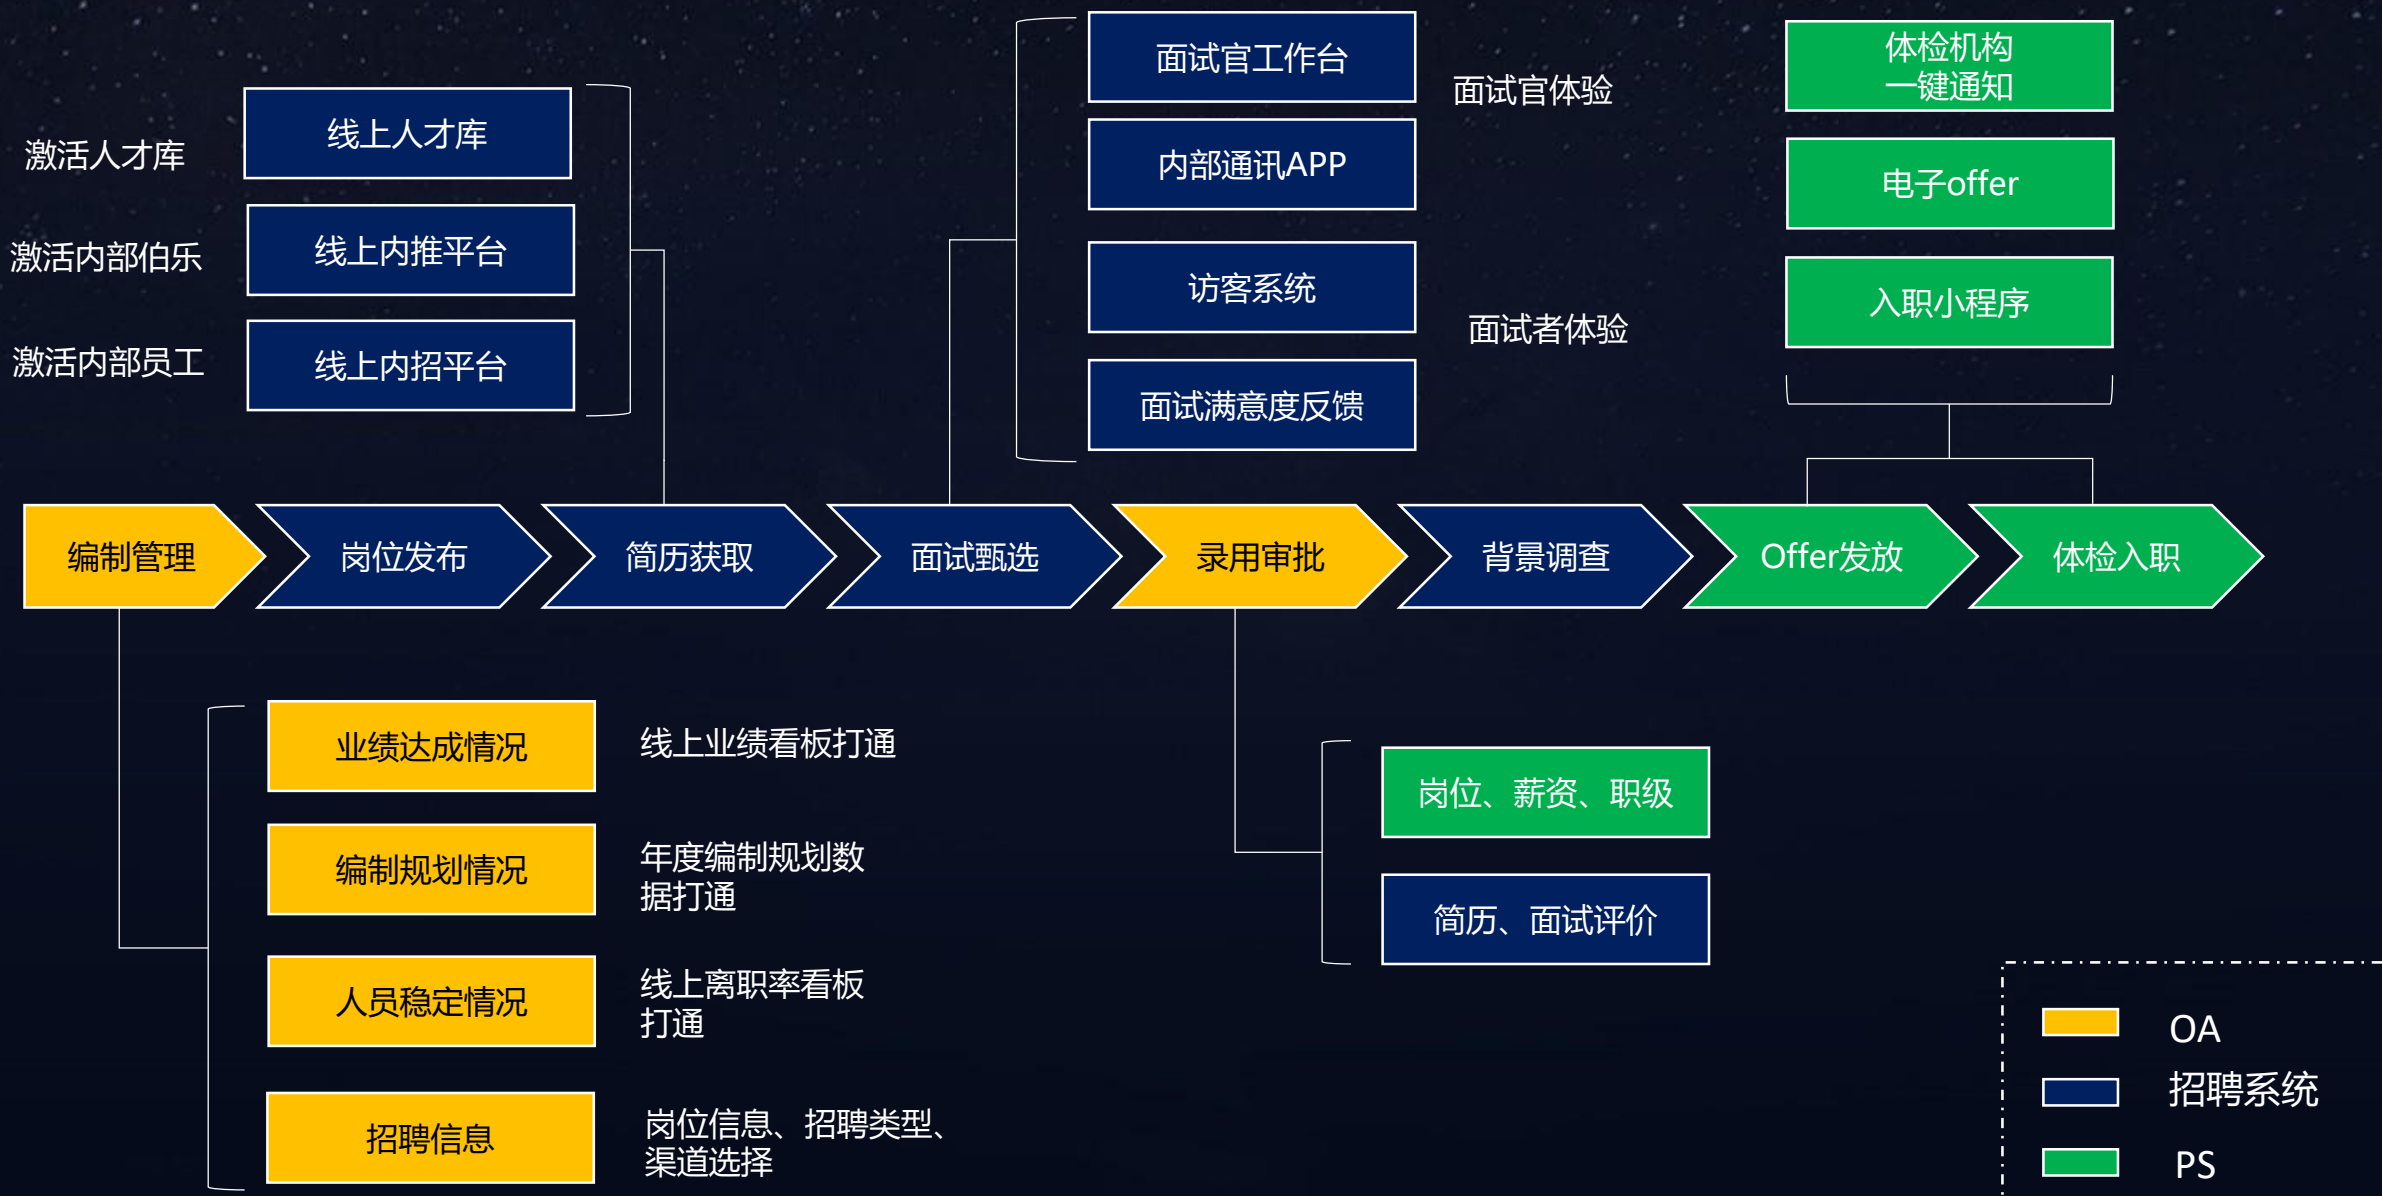 面试官工作台
体检机构
一键通知
面试官体验
线上人才库
激活人才库
内部通讯APP
电子offer
线上内推平台
激活内部伯乐
访客系统
入职小程序
面试者体验
线上内招平台
激活内部员工
面试满意度反馈
编制管理
岗位发布
简历获取
面试甄选
录用审批
背景调查
Offer发放
体检入职
业绩达成情况
线上业绩看板打通
岗位、薪资、职级
编制规划情况
年度编制规划数
据打通
简历、面试评价
人员稳定情况
线上离职率看板
打通
招聘信息
岗位信息、招聘类型、
渠道选择
OA
招聘系统
PS